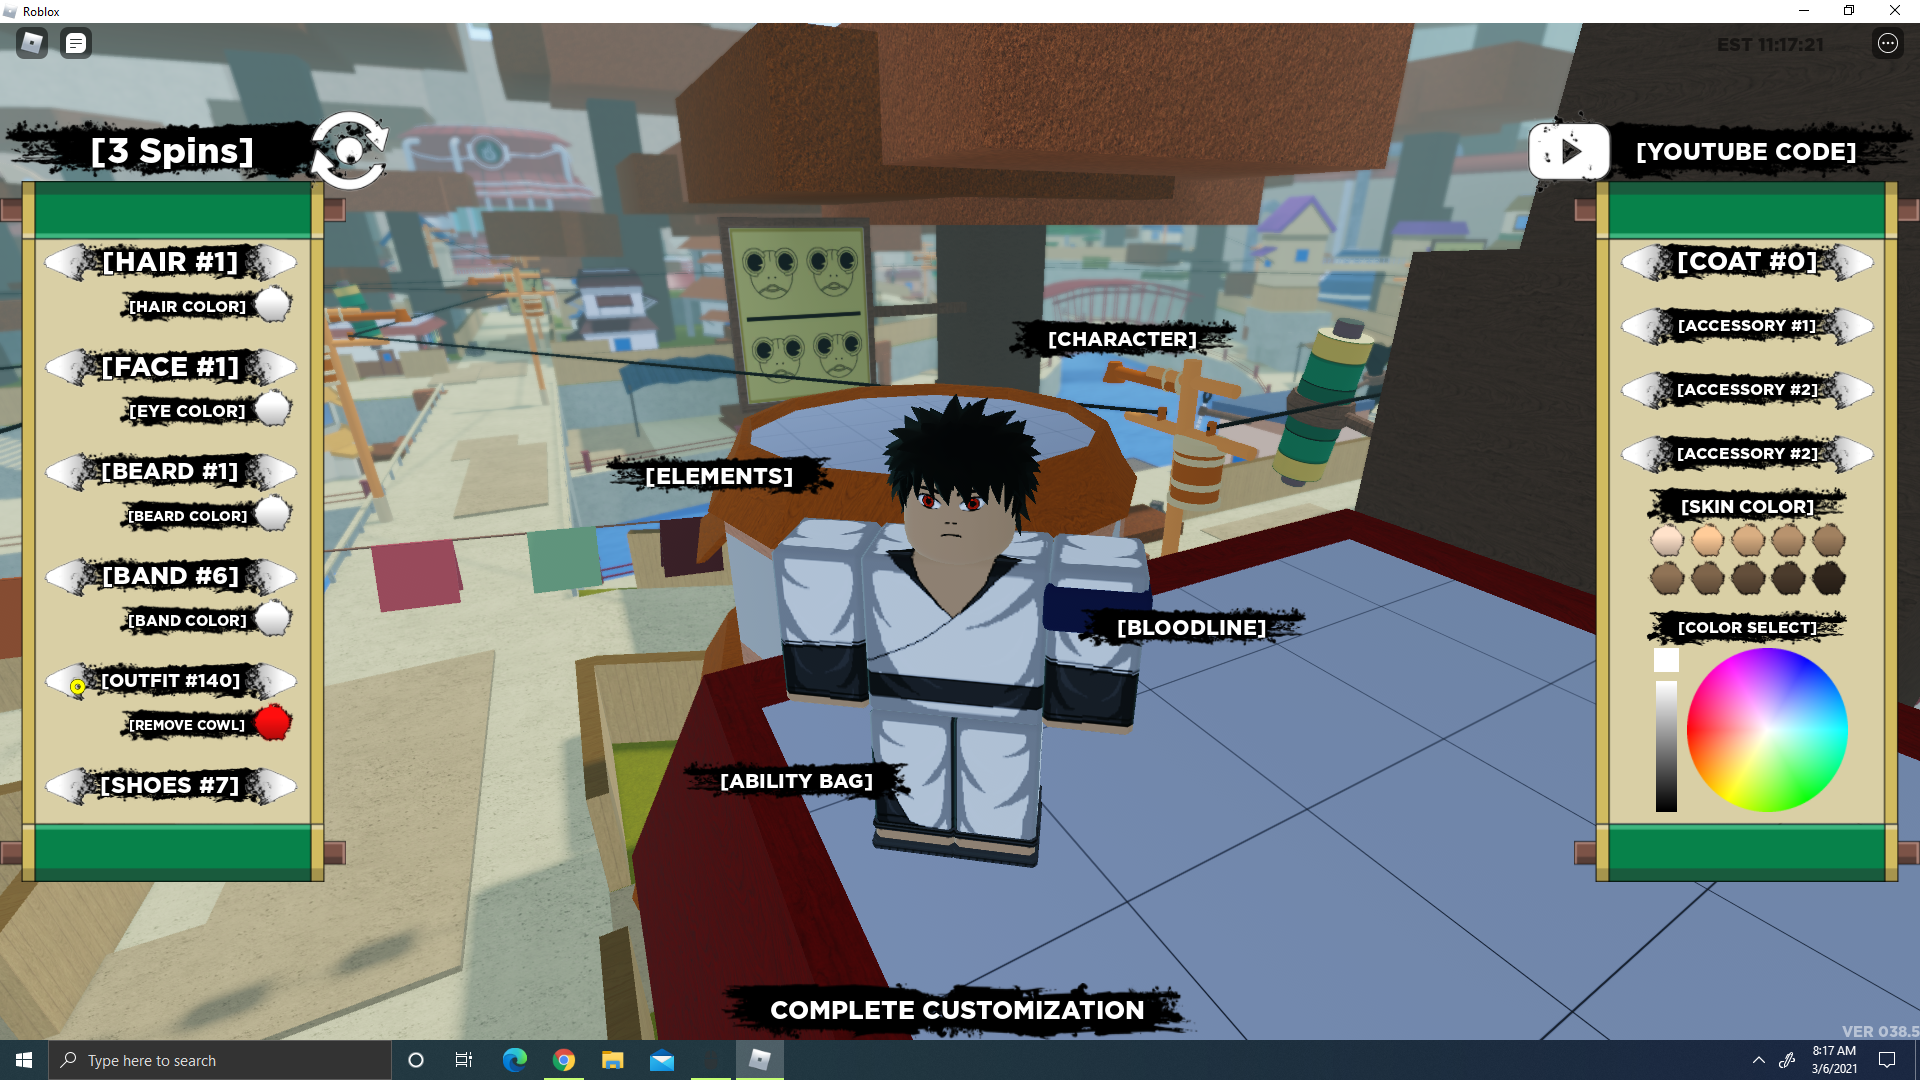 Roblox
EST 11:17:21
[3 Spins]
[YOUTUBE CODE]
[HAIR #1]
[HAIR COLOR]
[FACE #1]
[EYE COLOR]
[BEARD #1]
[BEARD COLOR]
[BAND #6]
[BAND COLOR]
[OUTFIT #140]
[REMOVE COWL]
[SHOES #7]
[CHARACTER]
[ELEMENTS]
[BLOODLINE]
[ABILITY BAG]
[COAT #0]
[ACCESSORY #1]
[ACCESSORY #2]
[ACCESSORY #2]
[SKIN COLOR]
[COLOR SELECT]
COMPLETE CUSTOMIZATION
VER 038.5
Type here to search
8:17 AM
3/6/2021